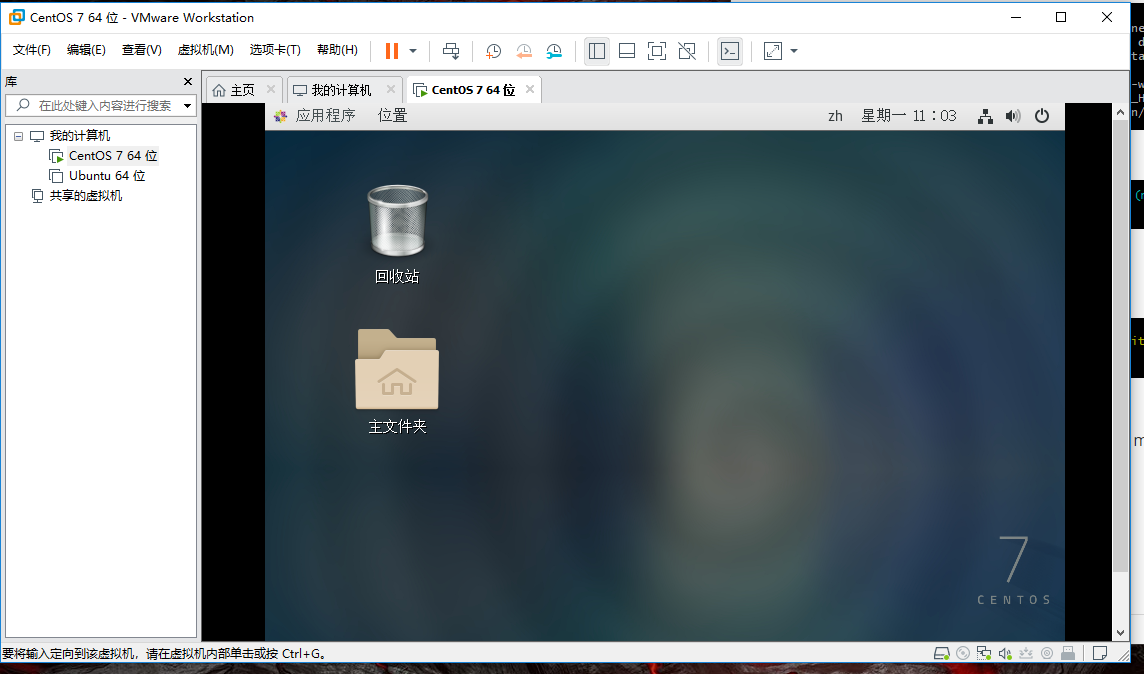 CentOS 7 64 位 - VMware Workstation
文件(F) 编辑(E) 查看(V) 虚拟机(M) 选项卡(T) 帮助(H)
库
在此处键入内容进行搜索
我的计算机
CentOS 7 64 位
Ubuntu 64 位
共享的虚拟机
主页 我的计算机 CentOS 7 64 位
应用程序 位置 zh 星期一 11：03
回收站
主文件夹
7
CENTOS
要将输入定向到该虚拟机，请在虚拟机内部单击或按 Ctrl+G。